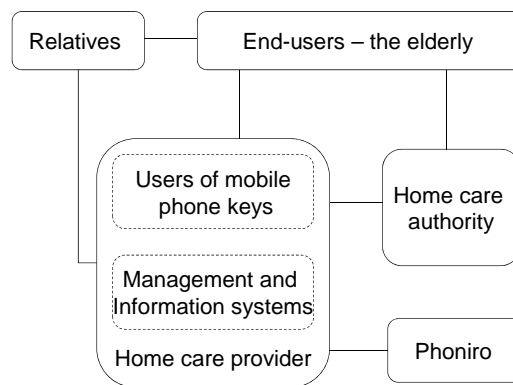 Relatives
End-users – the elderly
Users of mobile
phone keys
Home care
authority
Management and
Information systems
Home care provider
Phoniro